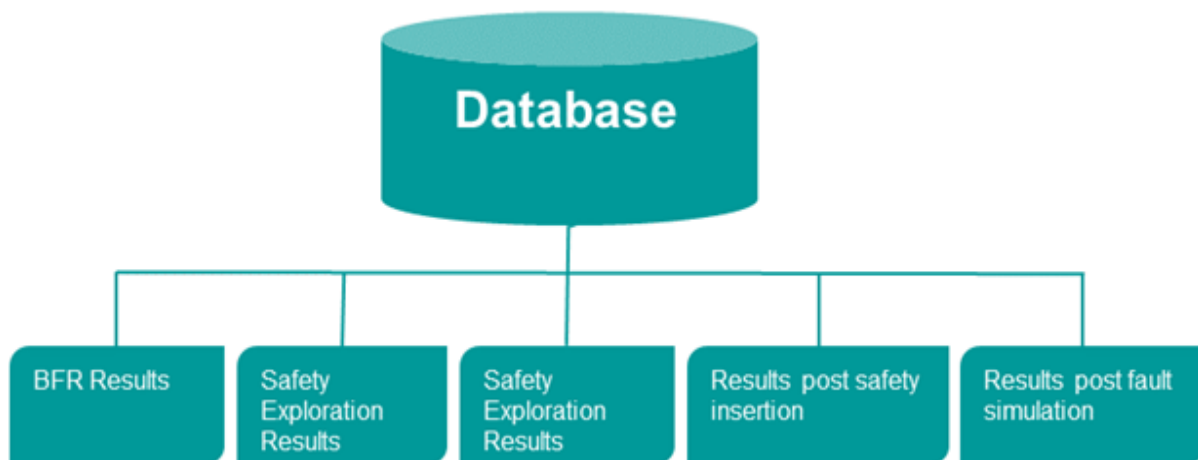 Database
BFR Results
Safety
Exploration
Results
Safety
Exploration
Results
Results post safety
insertion
Results post fault
simulation